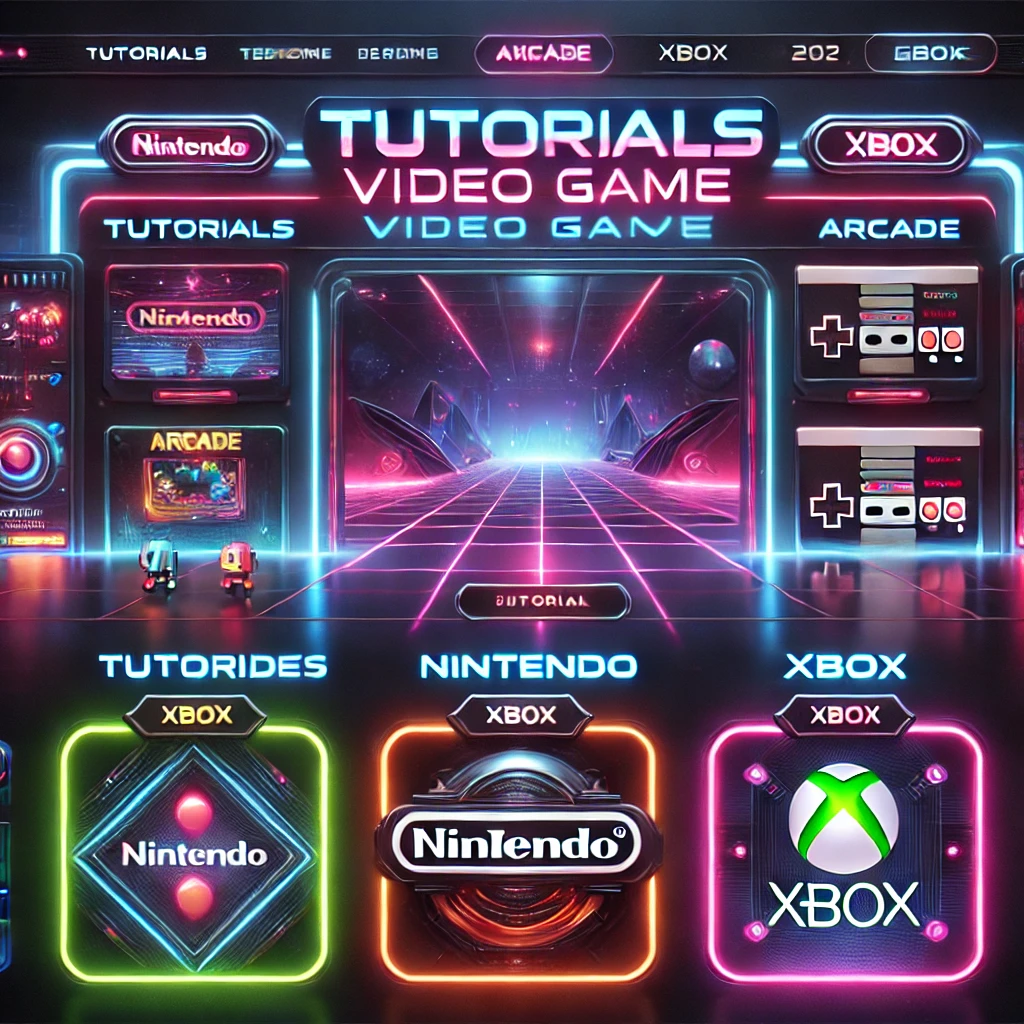 TUTORIALS
ARCADE
XBOX
202
Nintendo
TUTORIALS
XBOX
VIDEO GAME
TUTORIALS
VIDEO GAME
ARCADE
Nintendo
ARCADE
TUTORIDES
NINTENDO
XBOX
XBOX
XBOX
XBOX
Nintendo
Nintendo®
XBOX